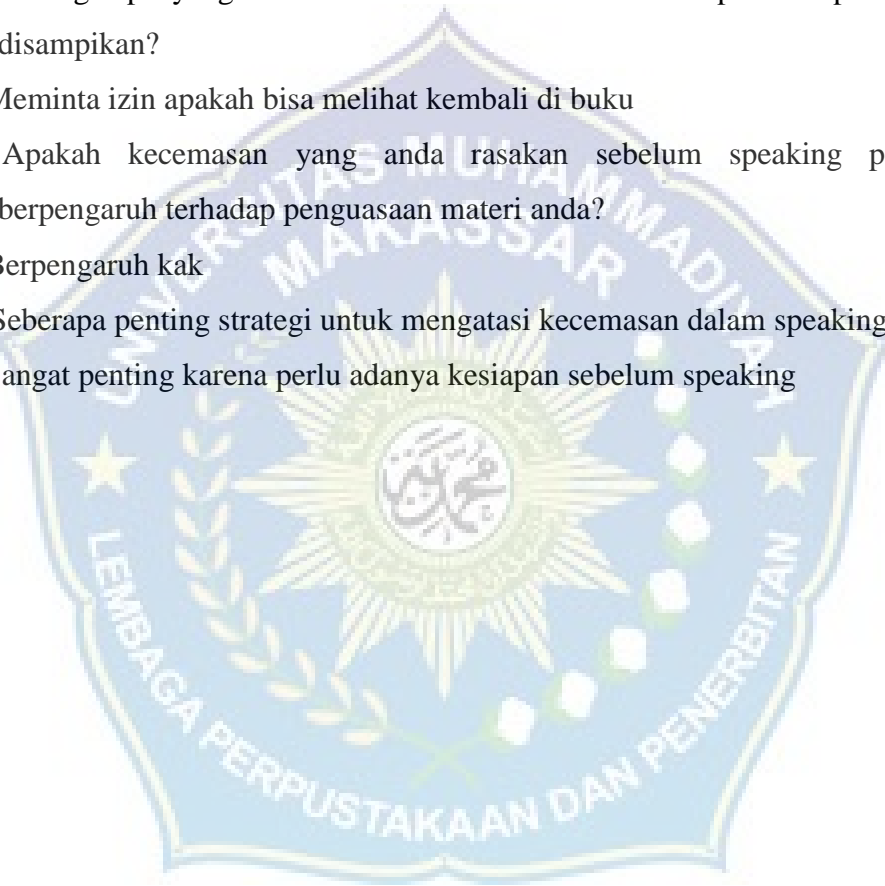 yang
disampikan?
Meminta izin apakah bisa melihat kembali di buku
Apakah kecemasan yang anda rasakan sebelum speaking p
berpengaruh terhadap penguasaan materi anda?
Berpengaruh kak
Seberapa penting strategi untuk mengatasi kecemasan dalam speaking
angat penting karena perlu adanya kesiapan sebelum speaking
UNIVERSITAS MUHAMMADIYAH
MAKASSAR
LEMBAGA PERPUSTAKAAN DAN PENERBITAN